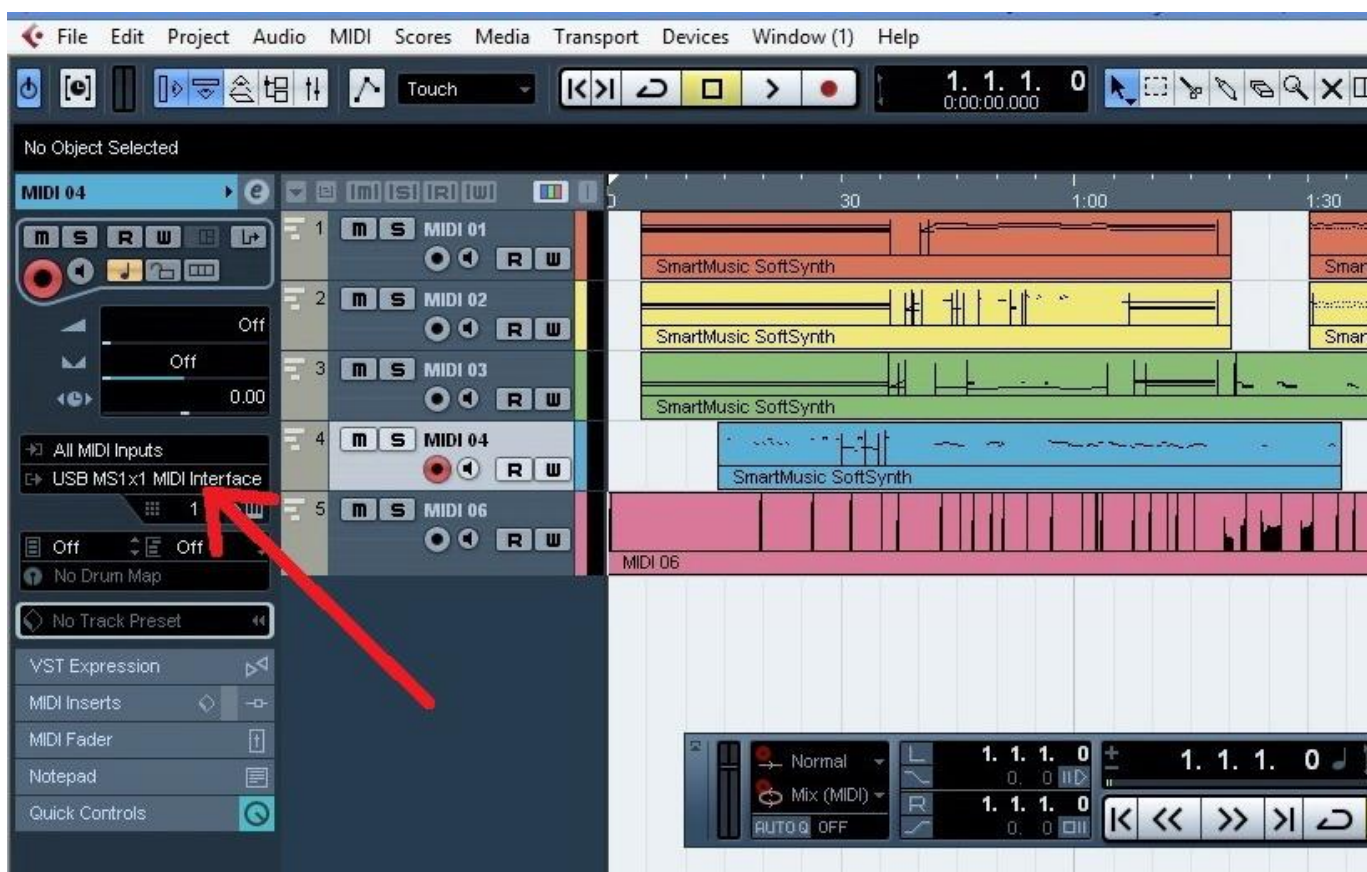 File Edit Project Audio MIDI Scores Media Transport Devices Window (1) Help
Touch
1. 1. 1. 0
0:00:00.000
No Object Selected
MIDI 04
e
m S R W
Off
Off
0.00
All MIDI Inputs
USB MS1x1 MIDI Interface
1
Off Off
No Drum Map
No Track Preset
VST Expression
MIDI Inserts
MIDI Fader
Notepad
Quick Controls
m S R W
30 1:00 1:30
1 m S MIDI 01
R W
SmartMusic SoftSynth
Smar
2 m S MIDI 02
R W
SmartMusic SoftSynth
Smar
3 m S MIDI 03
R W
SmartMusic SoftSynth
4 m S MIDI 04
R W
SmartMusic SoftSynth
5 m S MIDI 06
R W
MIDI 06
Normal
Mix (MIDI)
AUTO Q OFF
L 1. 1. 1. 0
0. 0
R 1. 1. 1. 0
0. 0
1. 1. 1. 0